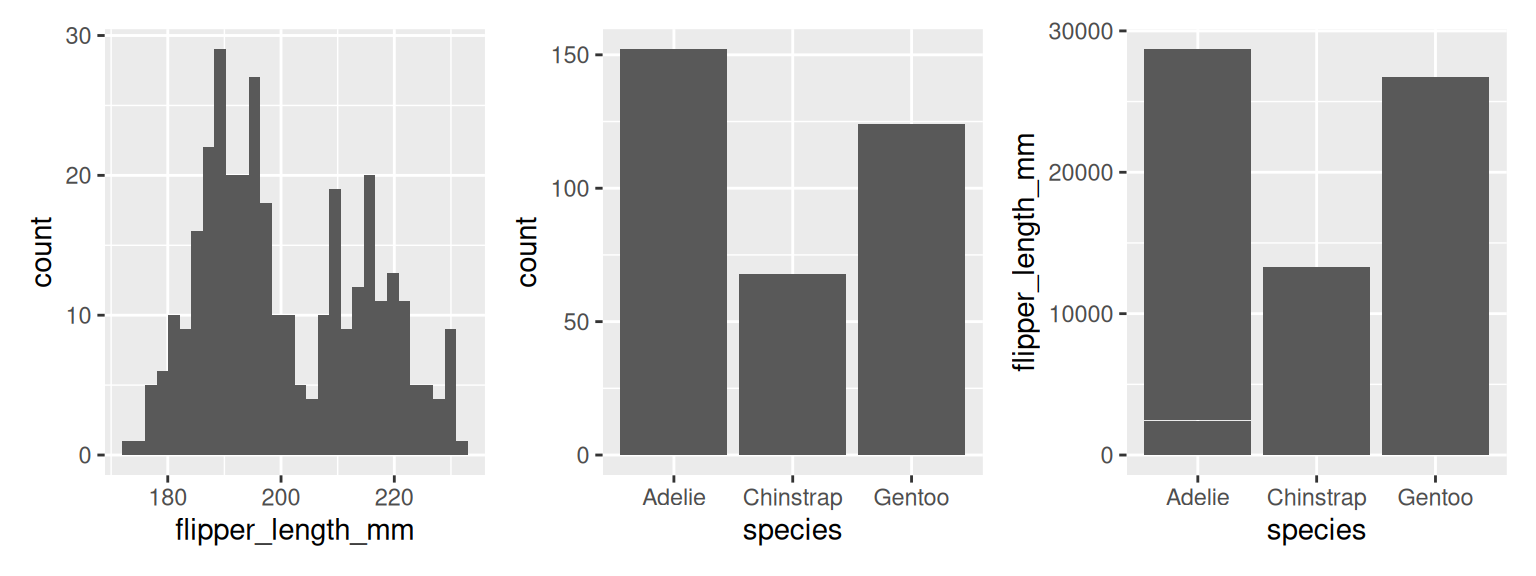 30
20
10
0
count
180 200 220
flipper_length_mm
150
100
50
0
count
Adelie Chinstrap Gentoo
species
30000
20000
10000
0
flipper_length_mm
Adelie Chinstrap Gentoo
species